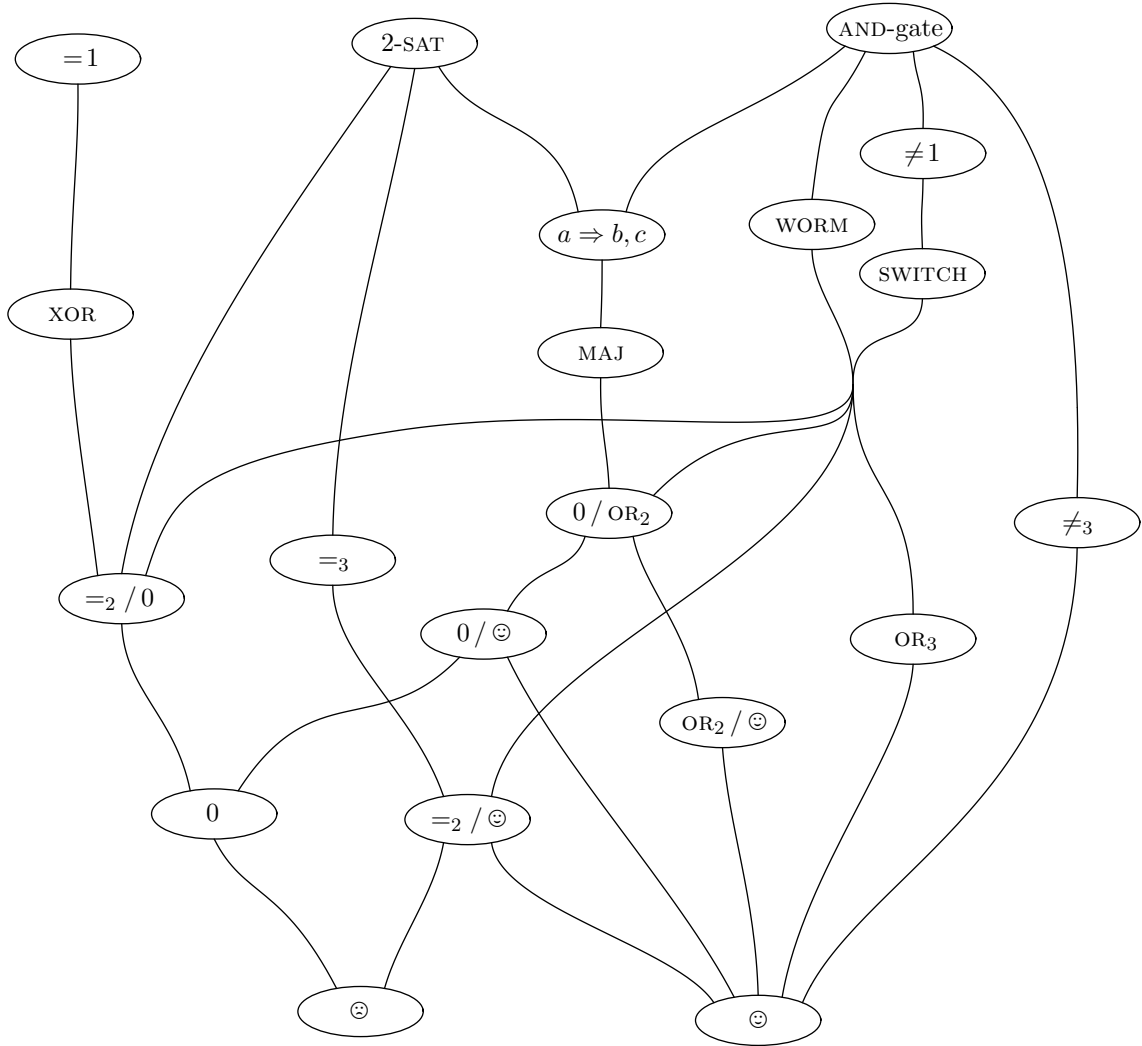 = 1
2-SAT
AND-gate
≠ 1
WORM
a ⇒ b, c
SWITCH
XOR
MAJ
0 / OR₂
≠₃
=₃
=₂ / 0
0 / ☺
OR₃
OR₂ / ☺
0
=₂ / ☺
☹
☺